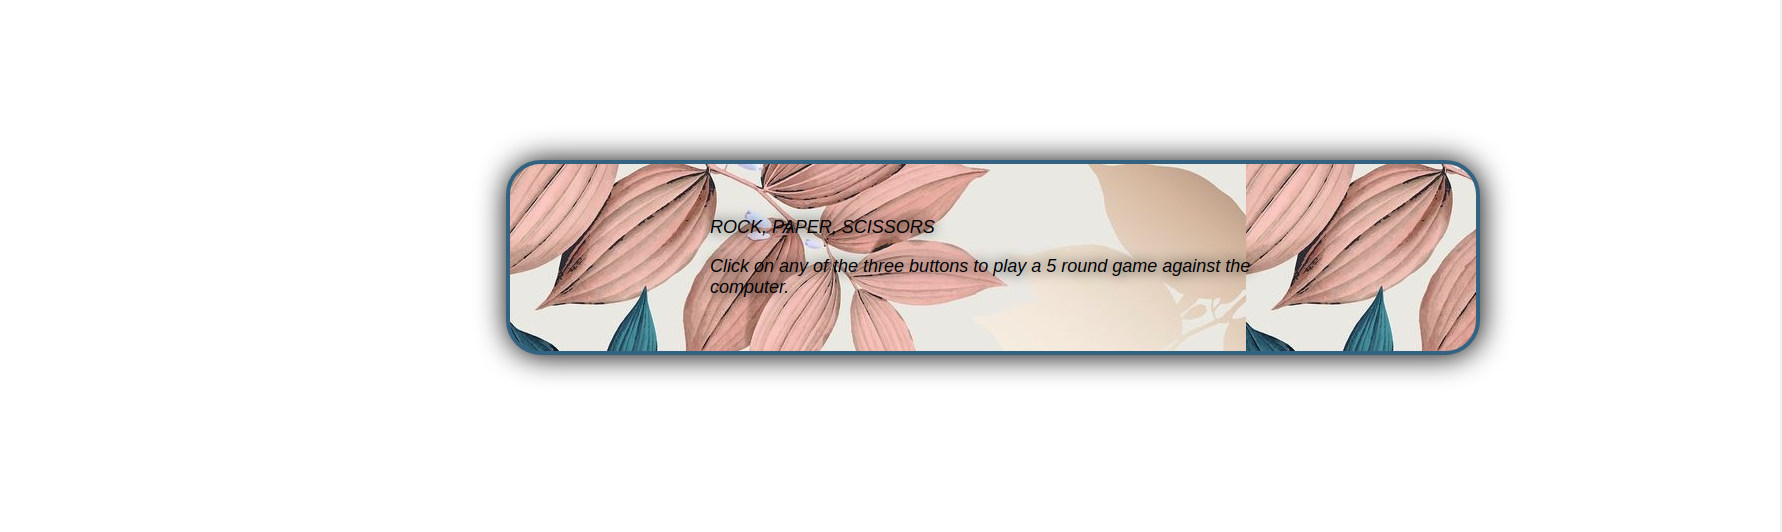 ROCK, PAPER, SCISSORS
Click on any of the three buttons to play a 5 round game against the
computer.